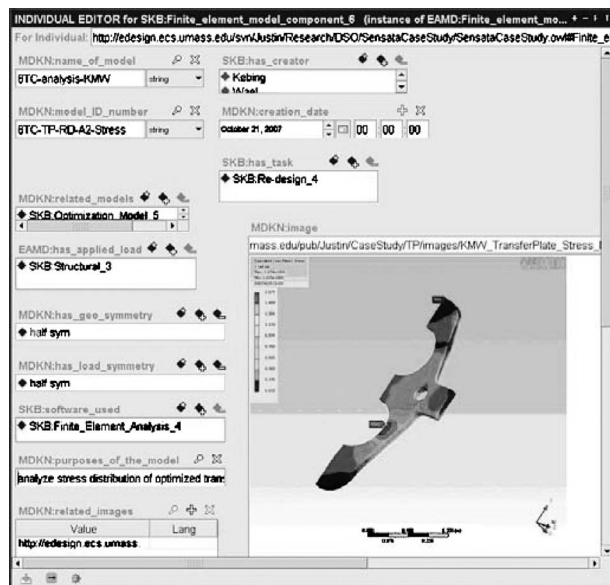 INDIVIDUAL EDITOR for SKB:Finite_element_model_component_6 (instance of EAMD:Finite_element_mo...
For Individual: http://edesign.ecs.umass.edu/svn/Justin/Research/DSO/SensataCaseStudy/SensataCaseStudy.owl#Finite_e
MDKN:name_of_model
6TC-analysis-KMW
string
SKB:has_creator
Kebing
Wael
MDKN:model_ID_number
6TC-TP-RD-A2-Stress
string
MDKN:creation_date
October 21, 2007
00 :00 :00
SKB:has_task
SKB:Re-design_4
MDKN:related_models
SKB:Optimization_Model_5
EAMD:has_applied_load
SKB:Structural_3
MDKN:has_geo_symmetry
half sym
MDKN:has_load_symmetry
half sym
SKB:software_used
SKB:Finite_Element_Analysis_4
MDKN:purposes_of_the_model
analyze stress distribution of optimized tran
MDKN:related_images
Value Lang
http://edesign.ecs.umass
MDKN:image
mass.edu/pub/Justin/CaseStudy/TP/images/KMW_TransferPlate_Stress_